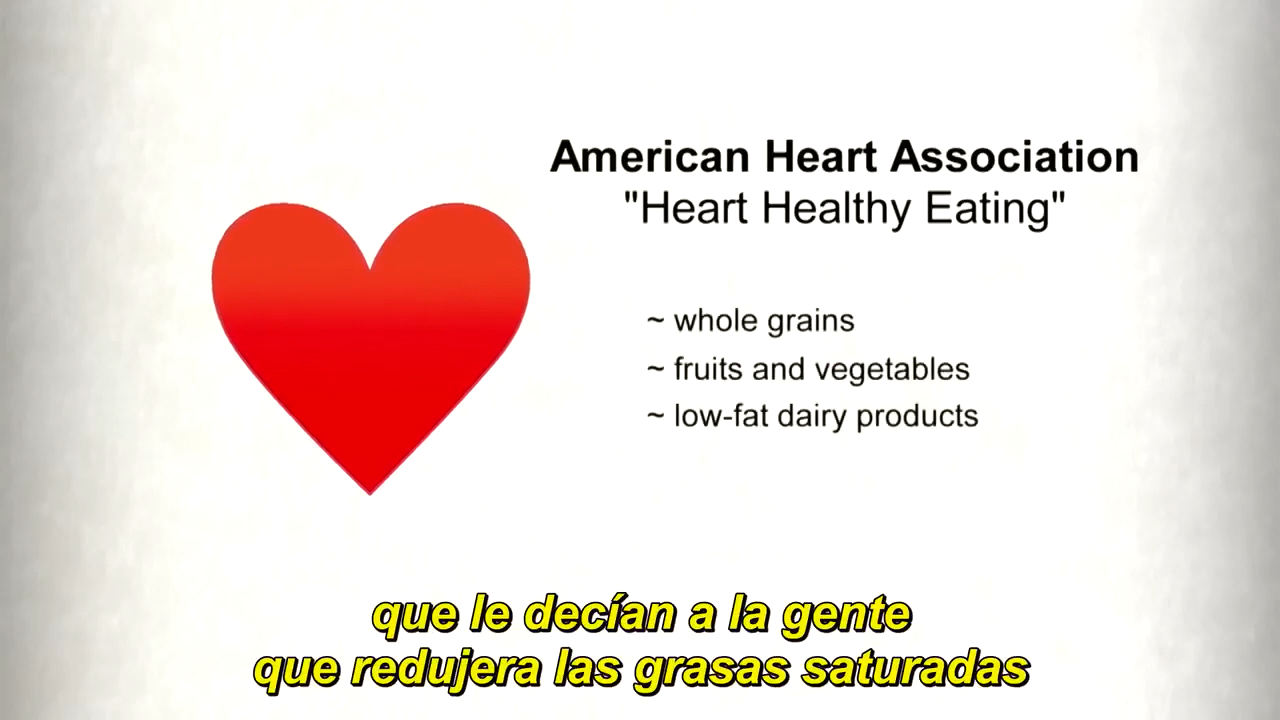 American Heart Association
"Heart Healthy Eating"
~ whole grains
~ fruits and vegetables
~ low-fat dairy products
que le decían a la gente
que redujera las grasas saturadas